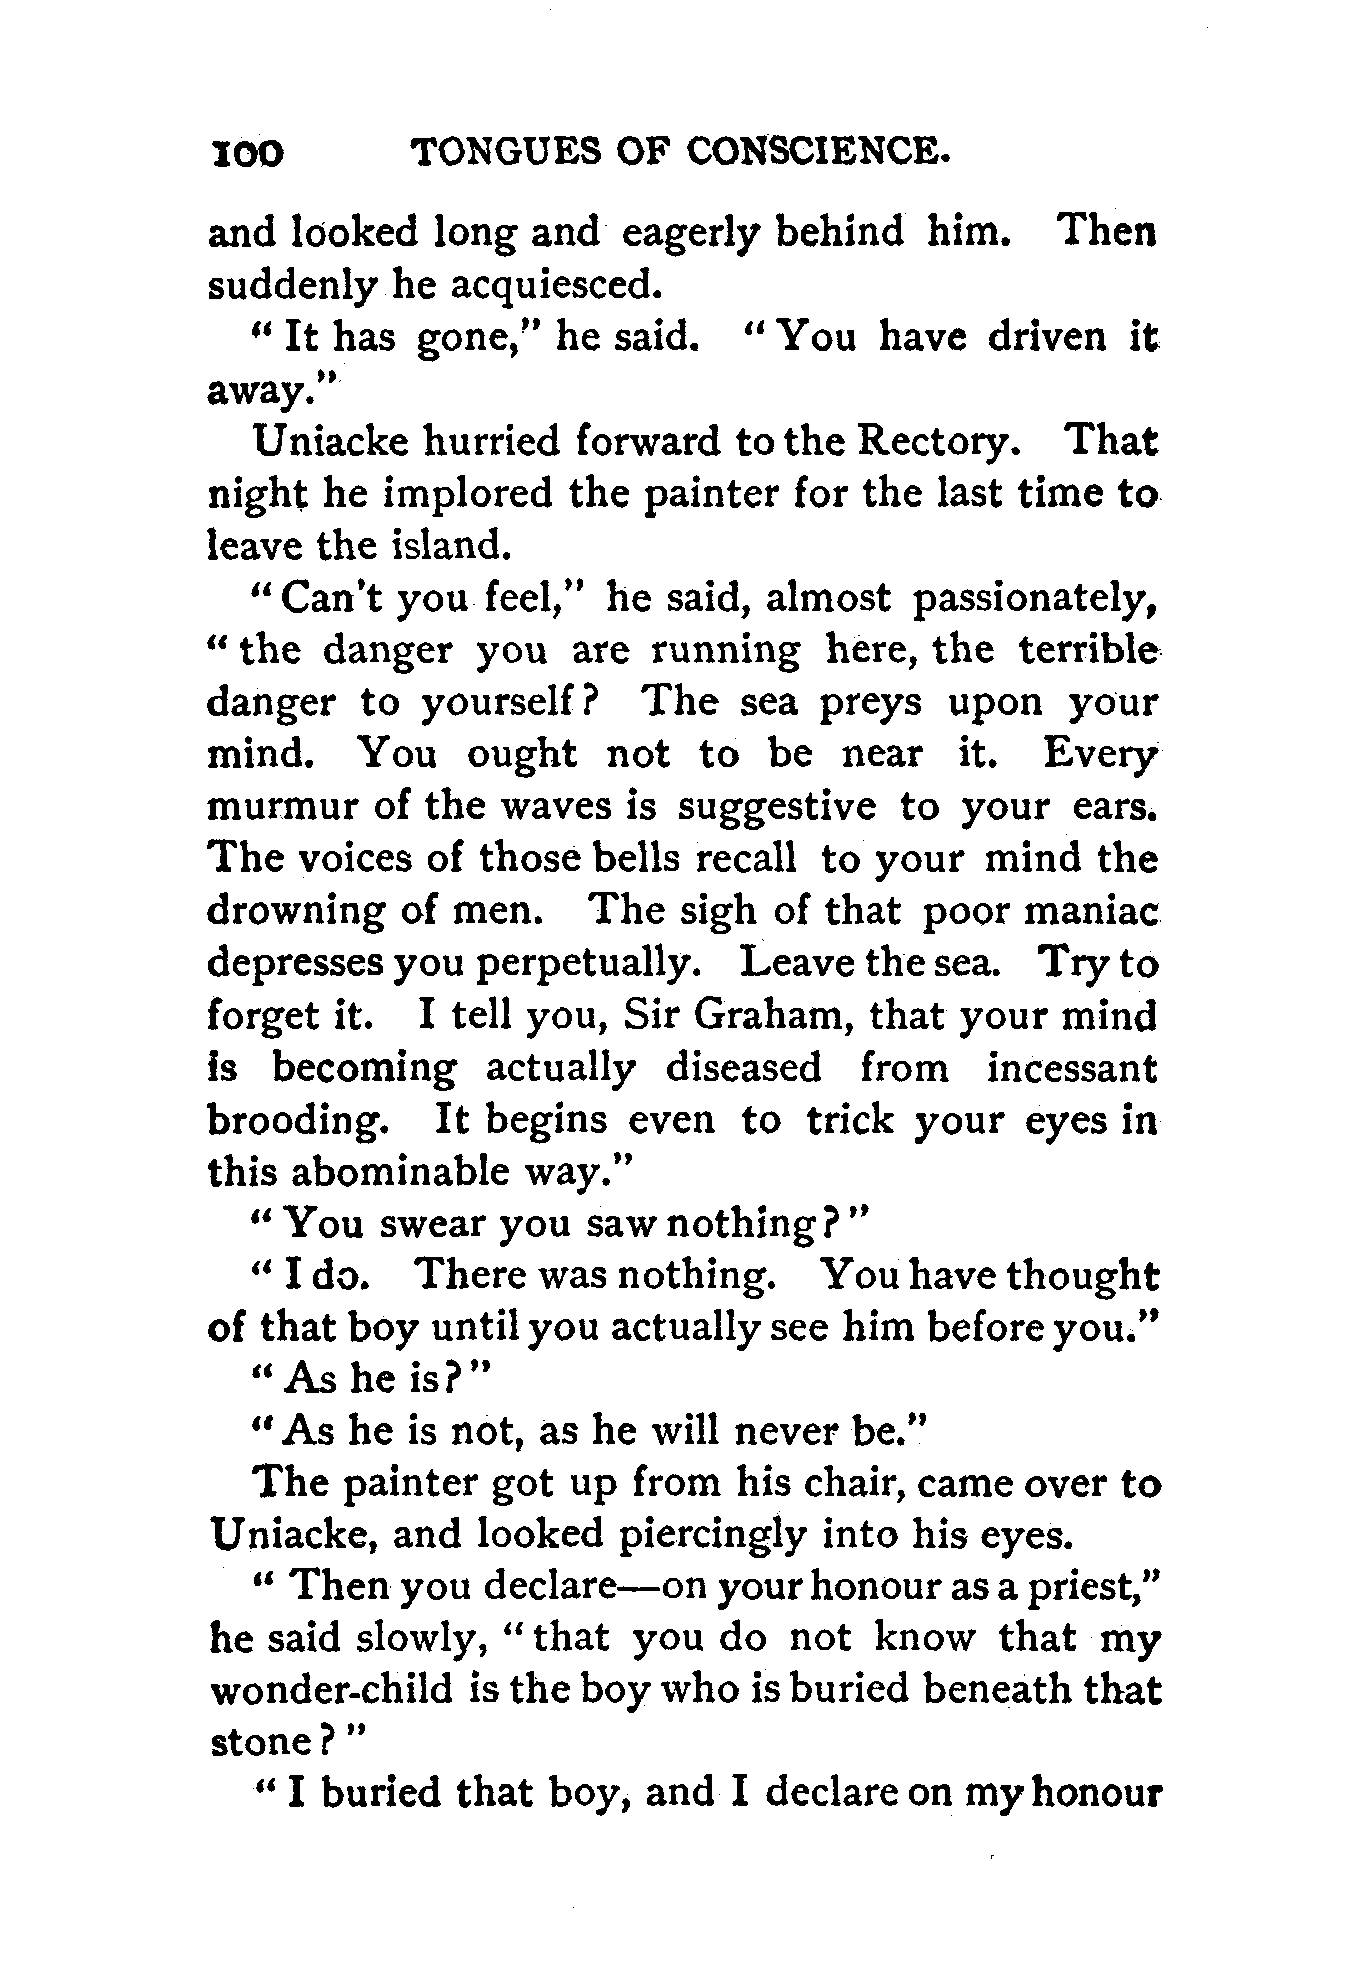 100 TONGUES OF CONSCIENCE.
and looked long and eagerly behind him. Then
suddenly he acquiesced.
"It has gone," he said. "You have driven it
away."
Uniacke hurried forward to the Rectory. That
night he implored the painter for the last time to
leave the island.
"Can't you feel," he said, almost passionately,
"the danger you are running here, the terrible
danger to yourself? The sea preys upon your
mind. You ought not to be near it. Every
murmur of the waves is suggestive to your ears.
The voices of those bells recall to your mind the
drowning of men. The sigh of that poor maniac
depresses you perpetually. Leave the sea. Try to
forget it. I tell you, Sir Graham, that your mind
is becoming actually diseased from incessant
brooding. It begins even to trick your eyes in
this abominable way."
"You swear you saw nothing?"
"I do. There was nothing. You have thought
of that boy until you actually see him before you."
"As he is?"
"As he is not, as he will never be."
The painter got up from his chair, came over to
Uniacke, and looked piercingly into his eyes.
"Then you declare—on your honour as a priest,"
he said slowly, "that you do not know that my
wonder-child is the boy who is buried beneath that
stone?"
"I buried that boy, and I declare on my honour